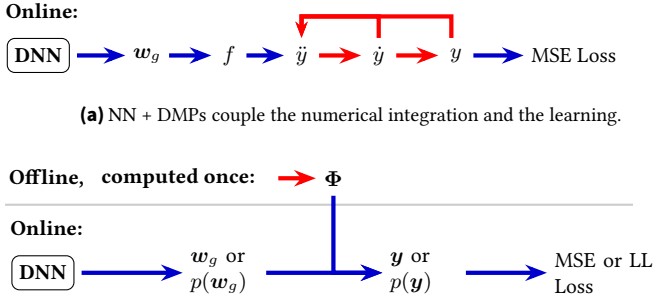 Online:
DNN w_g f ÿ ẏ y MSE Loss
(a) NN + DMPs couple the numerical integration and the learning.
Offline, computed once: Φ
Online:
DNN
w_g or
p(w_g)
y or
p(y)
MSE or LL
Loss